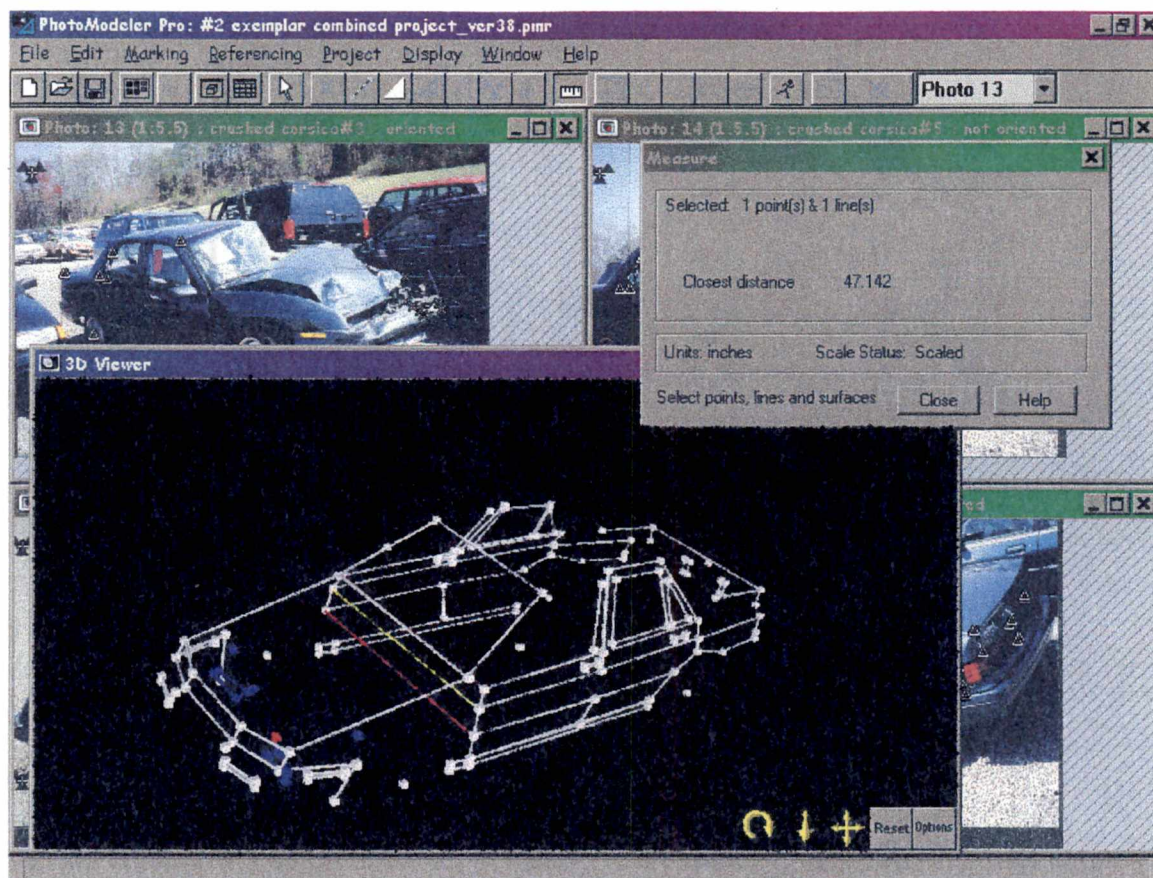 PhotoModeler Pro: #2 exemplar combined project_ver38.pmr
File Edit Marking Referencing Project Display Window Help
Photo 13
Photo: 13 (1:5.5) : crushed corsica#3 : oriented
Photo: 14 (1:5.5) : crushed corsica#5 : not oriented
Measure
Selected: 1 point(s) & 1 line(s)
Closest distance 47.142
Units: inches Scale Status: Scaled
Select points, lines and surfaces Close Help
3D Viewer
Reset Options